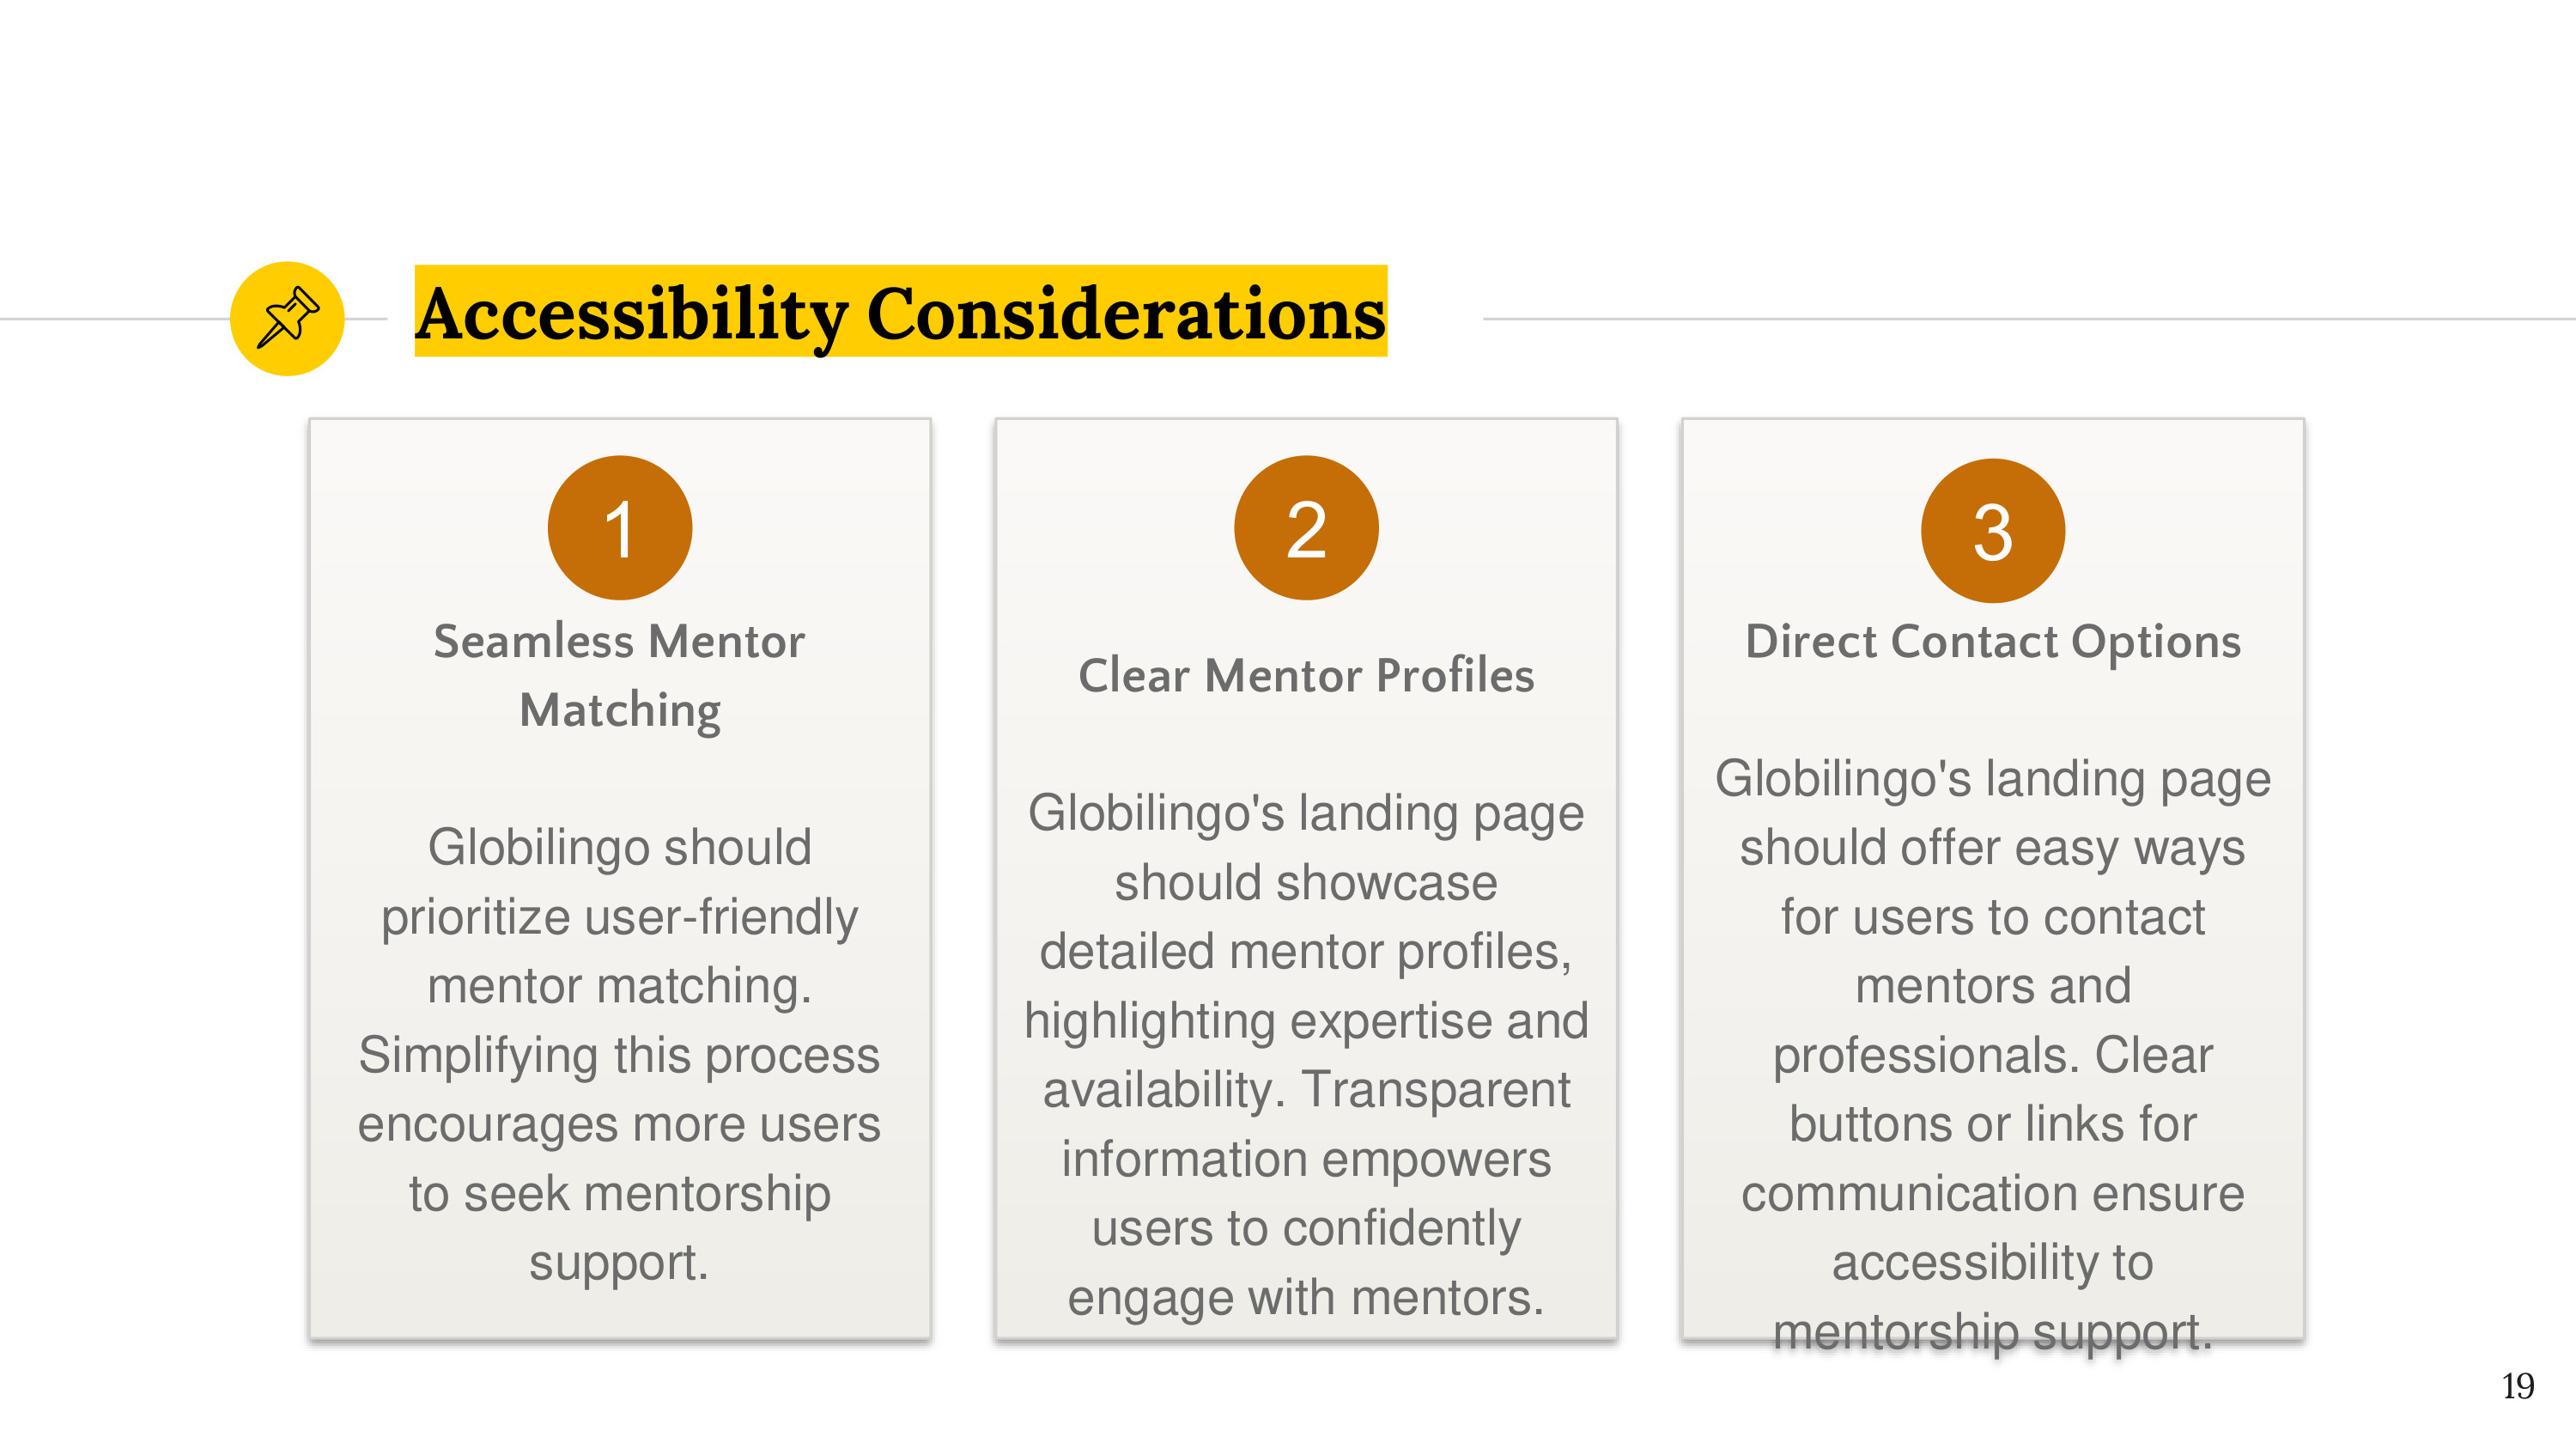 Accessibility Considerations
1
Seamless Mentor
Matching
Globilingo should
prioritize user-friendly
mentor matching.
Simplifying this process
encourages more users
to seek mentorship
support.
2
Clear Mentor Profiles
Globilingo's landing page
should showcase
detailed mentor profiles,
highlighting expertise and
availability. Transparent
information empowers
users to confidently
engage with mentors.
3
Direct Contact Options
Globilingo's landing page
should offer easy ways
for users to contact
mentors and
professionals. Clear
buttons or links for
communication ensure
accessibility to
mentorship support.
19